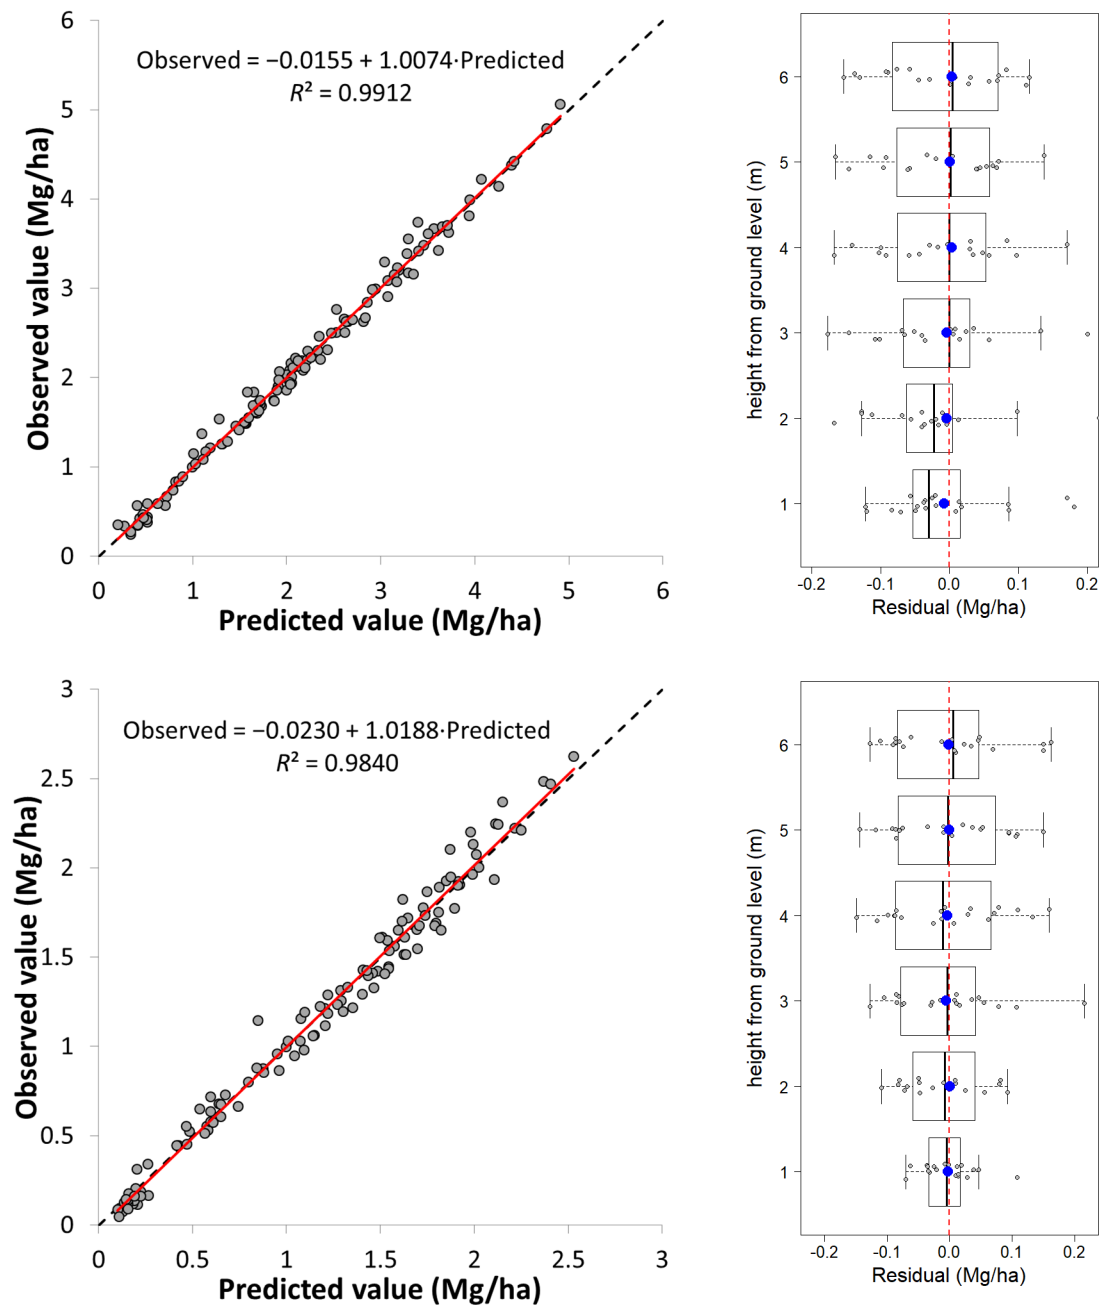 6
5
4
3
2
1
0
Observed value (Mg/ha)
Observed = −0.0155 + 1.0074·Predicted
R² = 0.9912
0 1 2 3 4 5 6
Predicted value (Mg/ha)
height from ground level (m)
6
5
4
3
2
1
-0.2 -0.1 0.0 0.1 0.2
Residual (Mg/ha)
3
2.5
2
1.5
1
0.5
0
Observed value (Mg/ha)
Observed = −0.0230 + 1.0188·Predicted
R² = 0.9840
0 0.5 1 1.5 2 2.5 3
Predicted value (Mg/ha)
height from ground level (m)
6
5
4
3
2
1
-0.2 -0.1 0.0 0.1 0.2
Residual (Mg/ha)